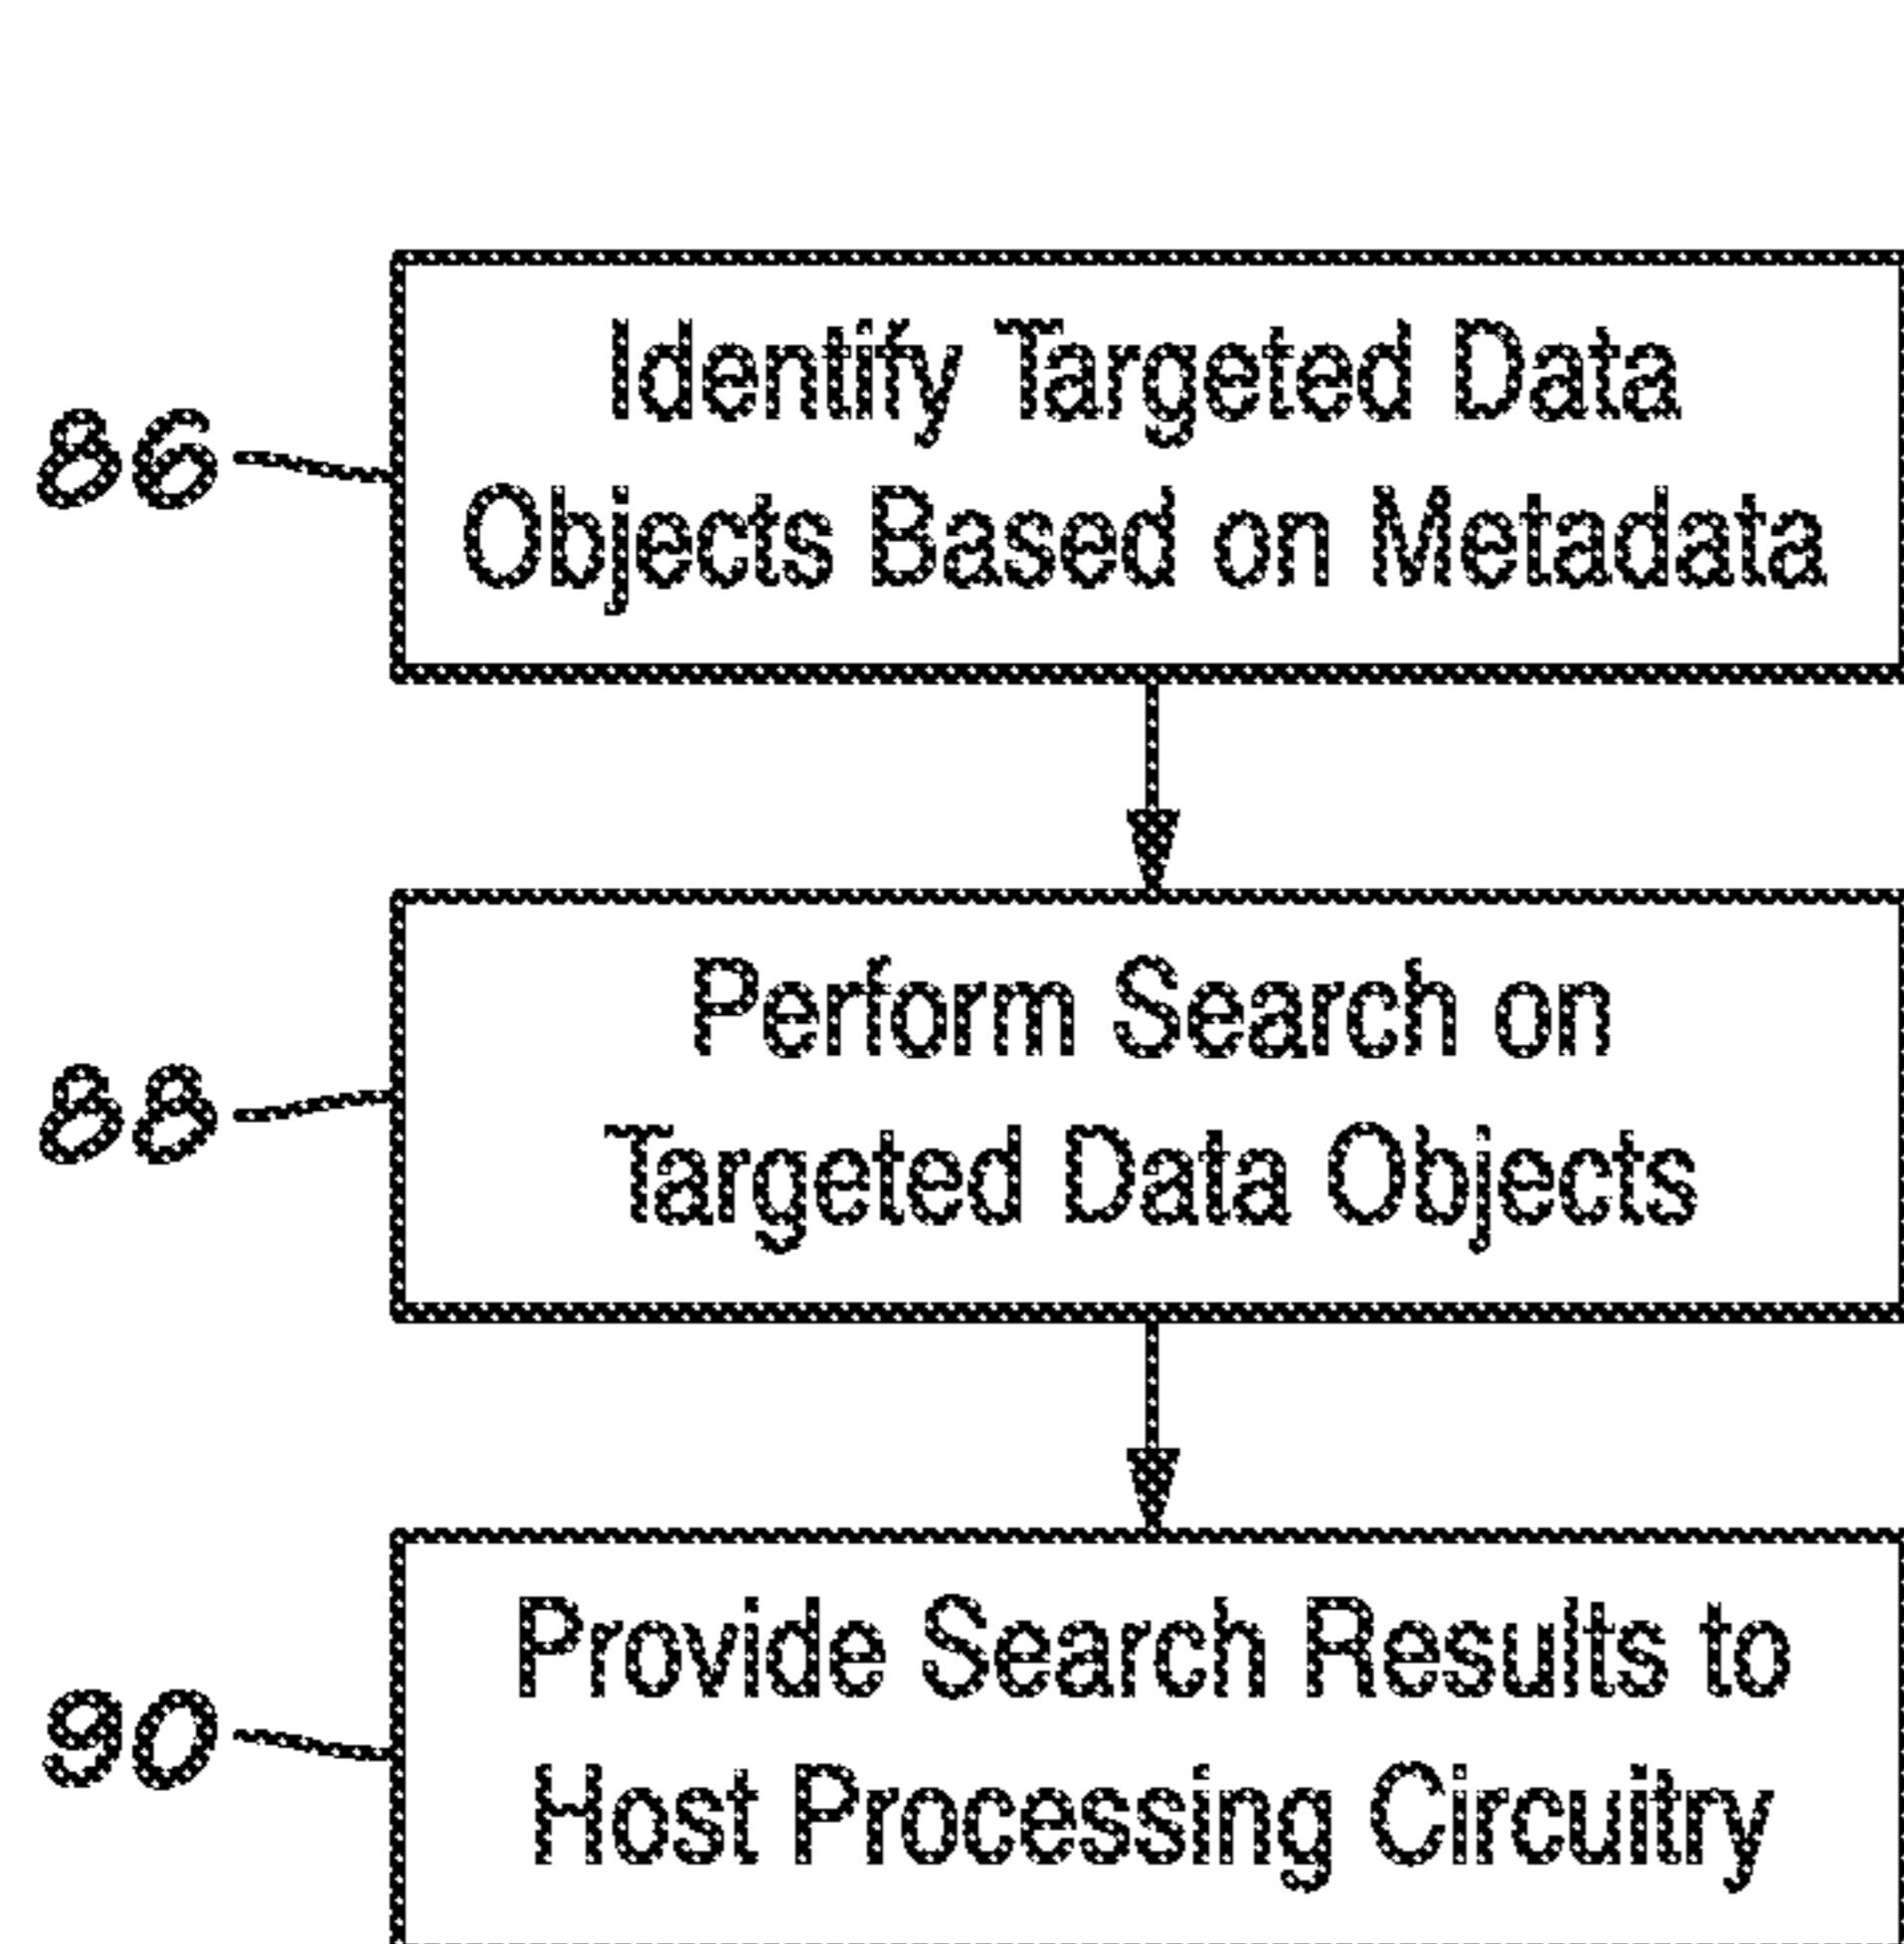 86
Identify Targeted Data
Objects Based on Metadata
88
Perform Search on
Targeted Data Objects
90
Provide Search Results to
Host Processing Circuitry